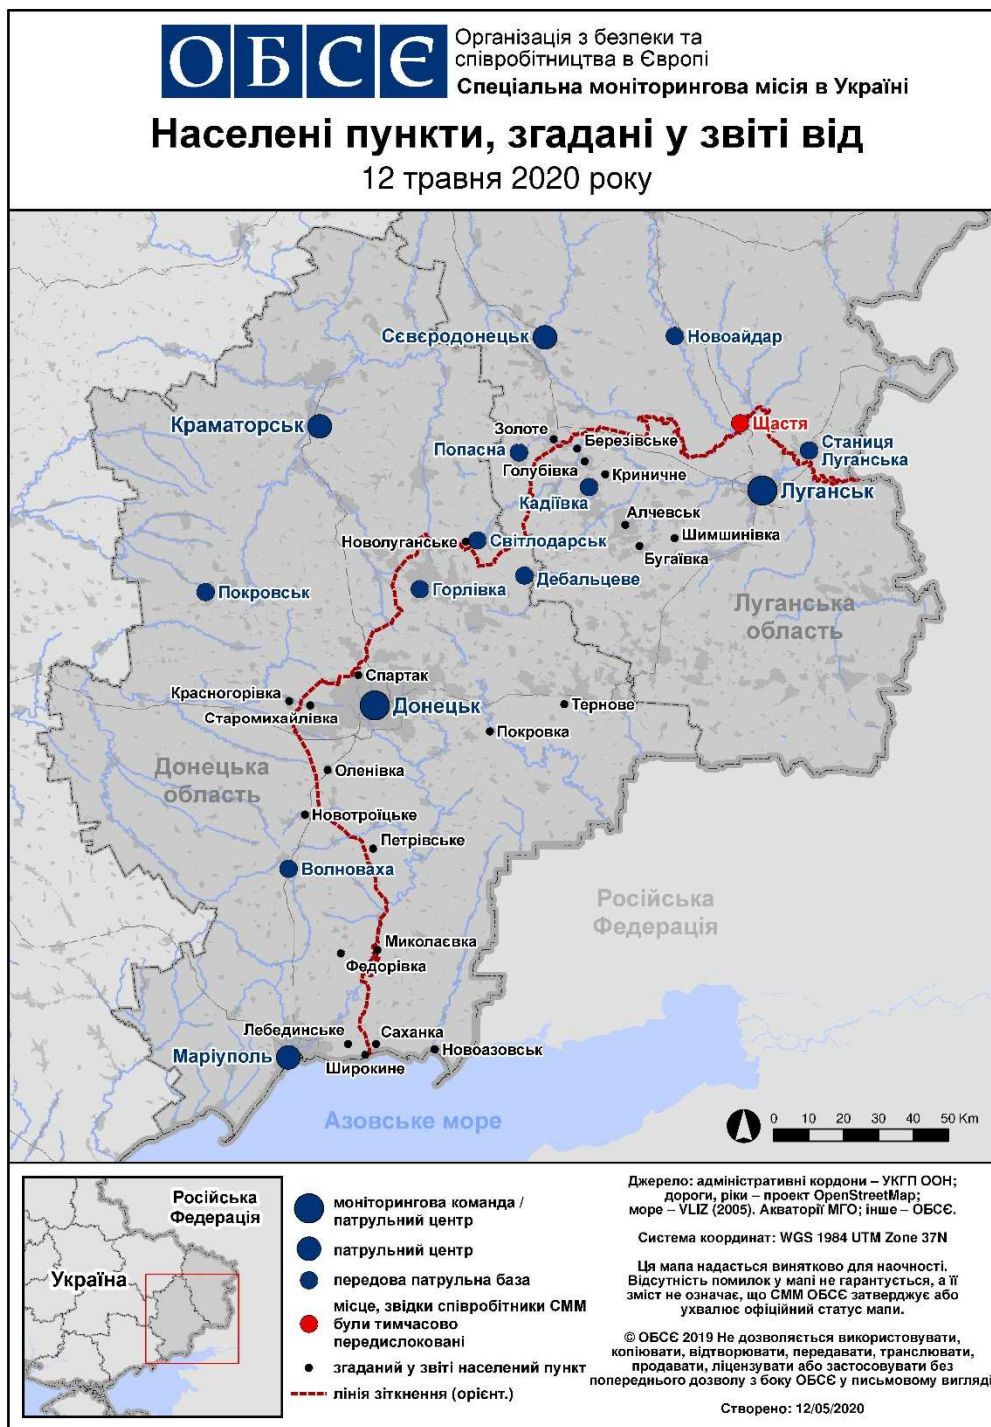 ОБСЄ
Організація з безпеки та
співробітництва в Європі
Спеціальна моніторингова місія в Україні
Населені пункти, згадані у звіті від
12 травня 2020 року
Сєвєродонецьк
Новоайдар
Краматорськ
Щастя
Золоте
Березівське
Станиця
Луганська
Попасна
Голубівка
Криничне
Кадіївка
Луганськ
Алчевськ
Новолуганське
Світлодарськ
Шимшинівка
Бугаївка
Дебальцеве
Покровськ
Горлівка
Луганська
область
Спартак
Красногорівка
Старомихайлівка
Донецьк
Тернове
Покровка
Донецька
область
Оленівка
Новотроїцьке
Петрівське
Волноваха
Російська
Федерація
Миколаєвка
Федорівка
Лебединське
Саханка
Маріуполь
Новоазовськ
Широкине
Азовське море
0 10 20 30 40 50 Km
Російська
Федерація
Україна
моніторингова команда /
патрульний центр
патрульний центр
передова патрульна база
місце, звідки співробітники СММ
були тимчасово
передислоковані
згаданий у звіті населений пункт
лінія зіткнення (орієнт.)
Джерело: адміністративні кордони – УКГП ООН;
дороги, ріки – проект OpenStreetMap;
море – VLIZ (2005). Акваторії МГО; інше – ОБСЄ.
Система координат: WGS 1984 UTM Zone 37N
Ця мапа надається винятково для наочності.
Відсутність помилок у мапі не гарантується, а її
зміст не означає, що СММ ОБСЄ затверджує або
ухвалює офіційний статус мапи.
© ОБСЄ 2019 Не дозволяється використовувати,
копіювати, відтворювати, передавати, транслювати,
продавати, ліцензувати або застосовувати без
попереднього дозволу з боку ОБСЄ у письмовому вигляді
Створено: 12/05/2020